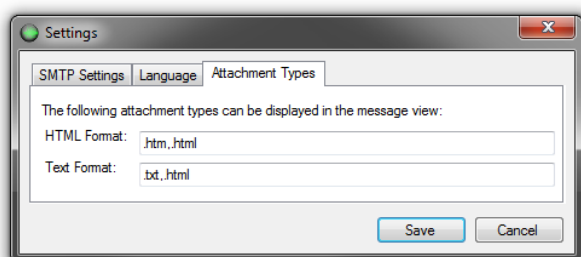 Settings
SMTP Settings Language Attachment Types
The following attachment types can be displayed in the message view:
HTML Format: .htm,.html
Text Format: .txt,.html
Save Cancel